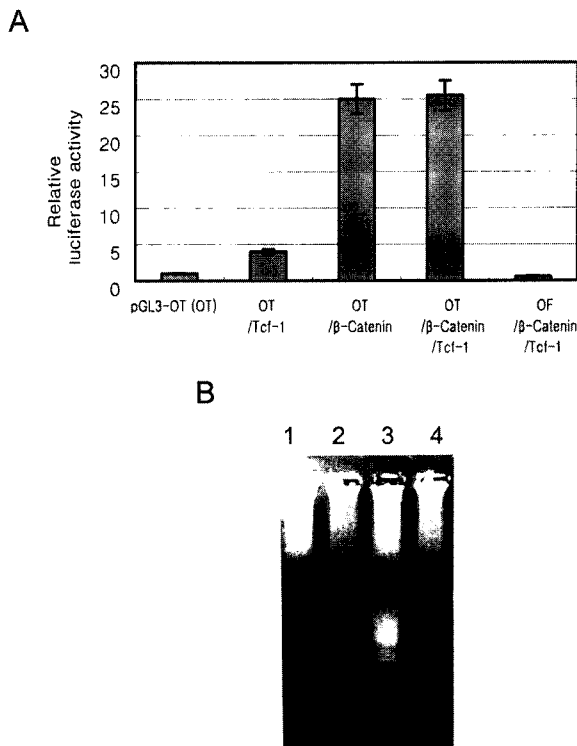 A
Relative
luciferase activity
30
25
20
15
10
5
0
pGL3-OT (OT)
OT
/Tcf-1
OT
/β-Catenin
OT
/β-Catenin
/Tcf-1
OF
/β-Catenin
/Tcf-1
B
1 2 3 4